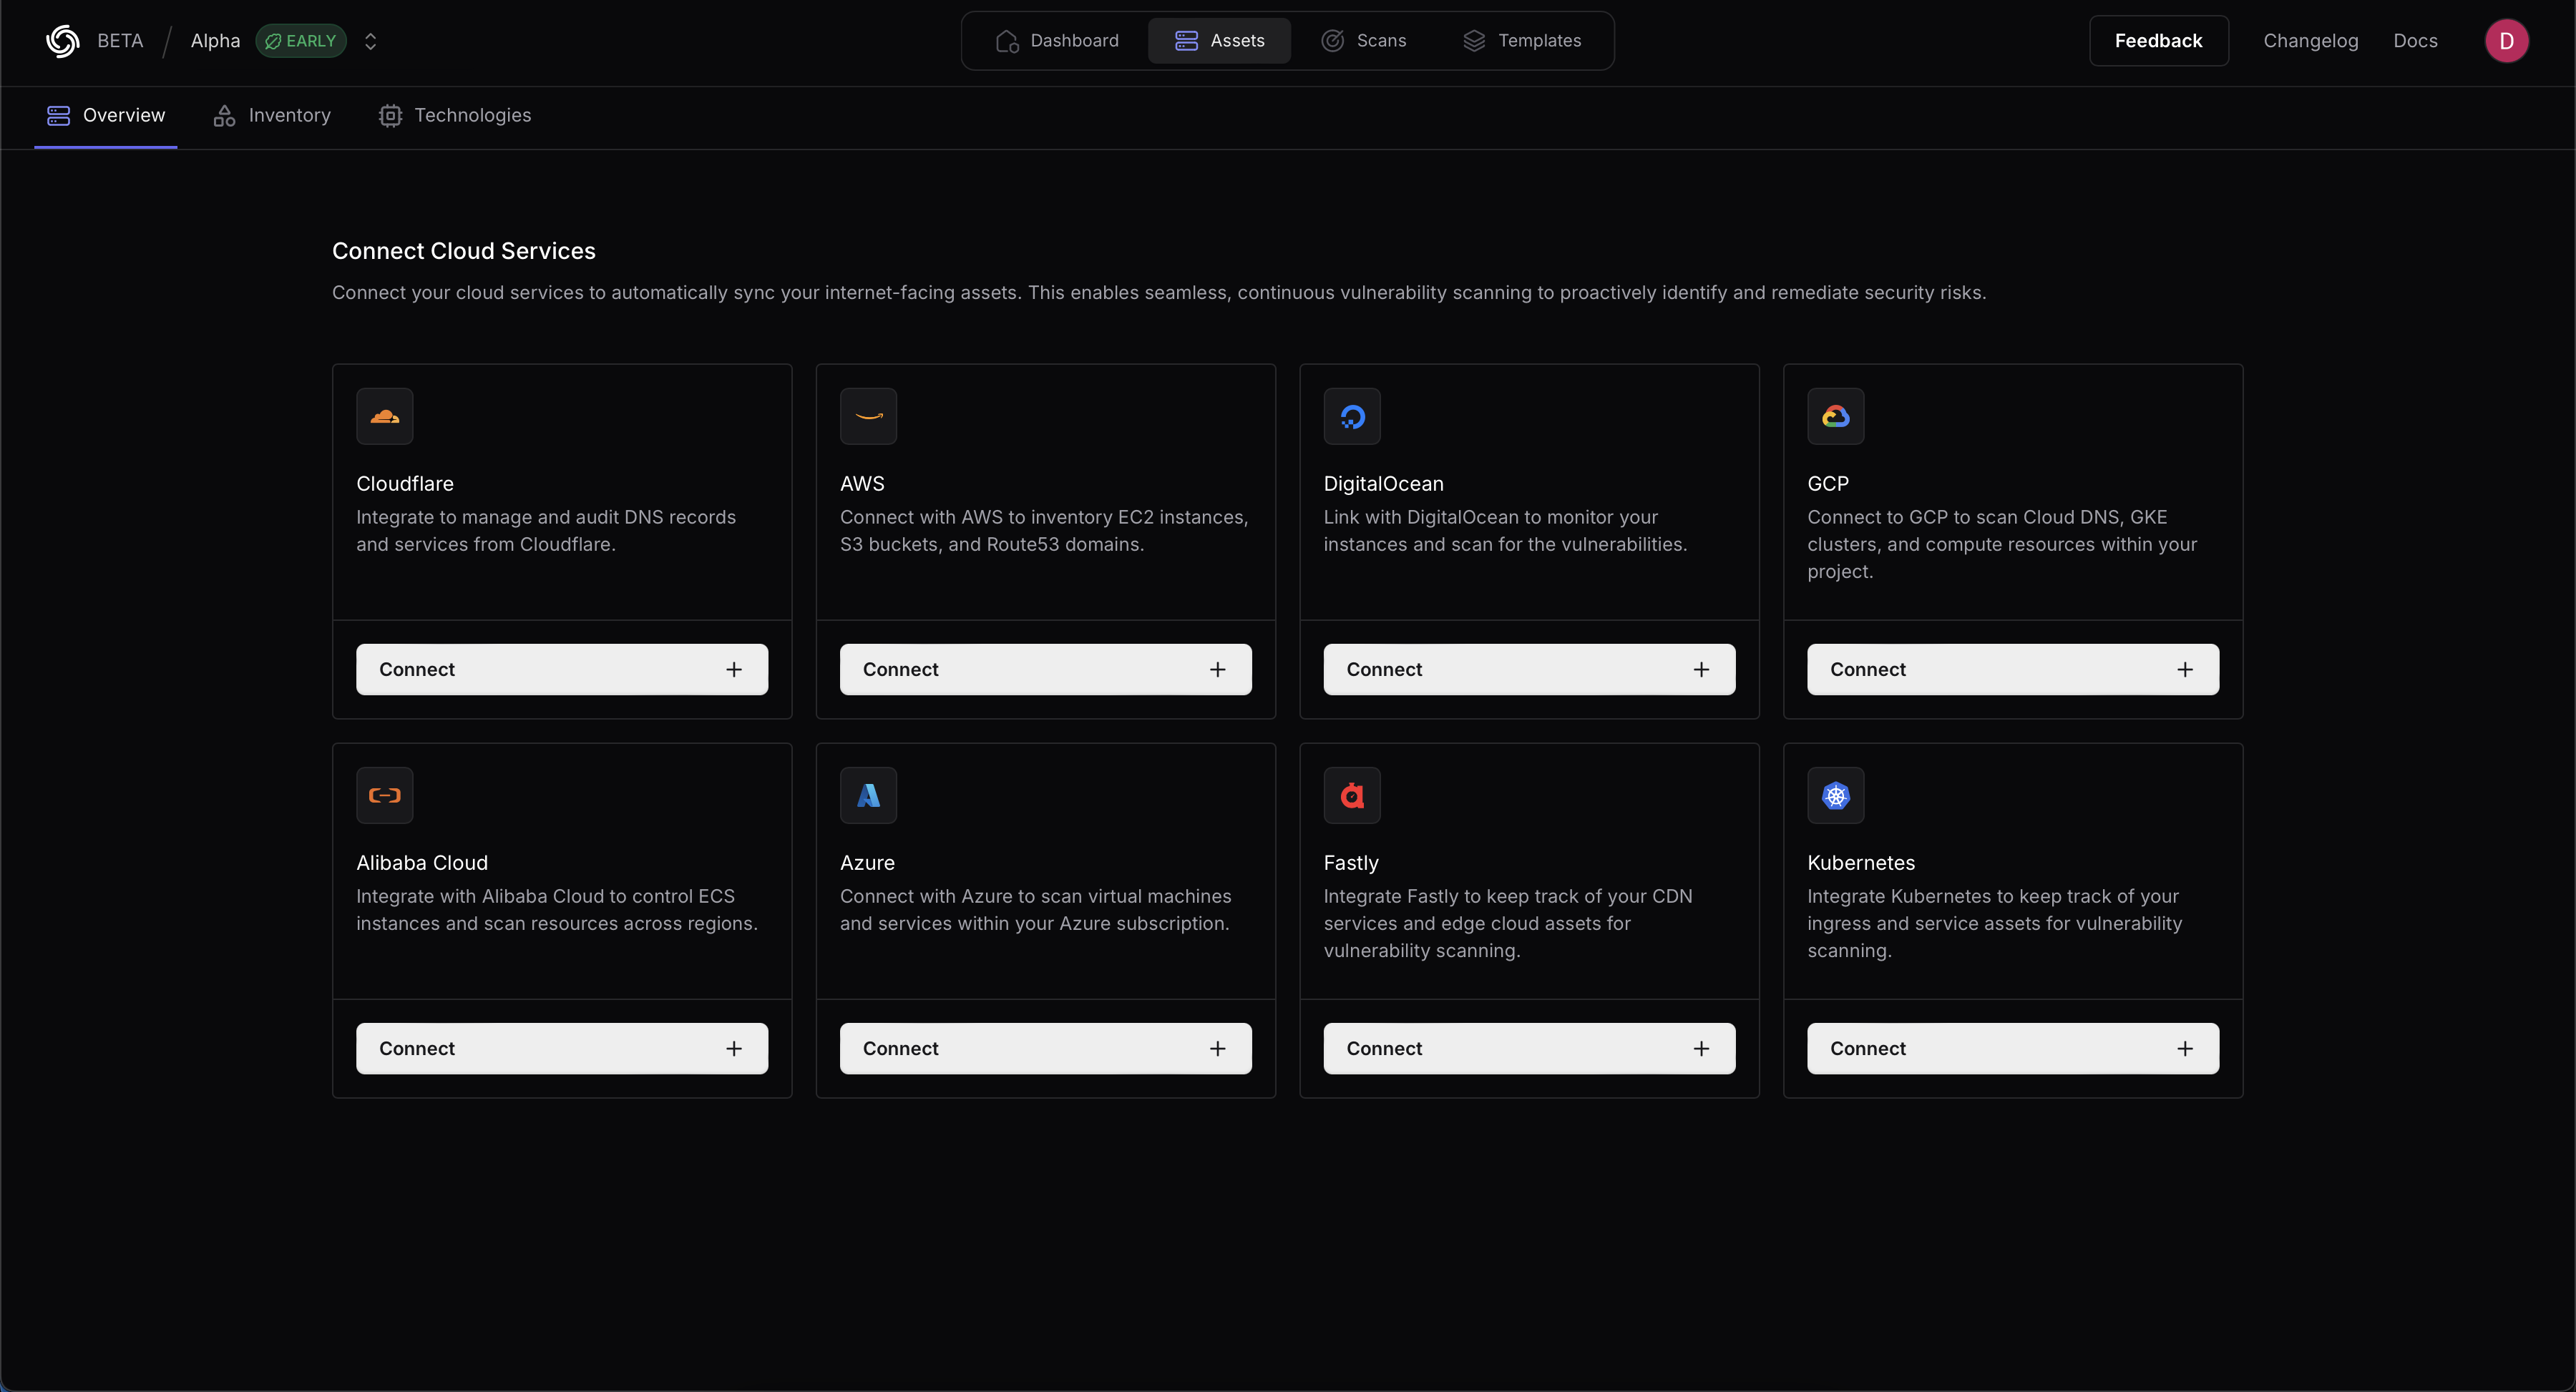 BETA / Alpha EARLY
Dashboard Assets Scans Templates
Feedback Changelog Docs D
Overview Inventory Technologies
Connect Cloud Services
Connect your cloud services to automatically sync your internet-facing assets. This enables seamless, continuous vulnerability scanning to proactively identify and remediate security risks.
Cloudflare
Integrate to manage and audit DNS records
and services from Cloudflare.
Connect
AWS
Connect with AWS to inventory EC2 instances,
S3 buckets, and Route53 domains.
Connect
DigitalOcean
Link with DigitalOcean to monitor your
instances and scan for the vulnerabilities.
Connect
GCP
Connect to GCP to scan Cloud DNS, GKE
clusters, and compute resources within your
project.
Connect
Alibaba Cloud
Integrate with Alibaba Cloud to control ECS
instances and scan resources across regions.
Connect
Azure
Connect with Azure to scan virtual machines
and services within your Azure subscription.
Connect
Fastly
Integrate Fastly to keep track of your CDN
services and edge cloud assets for
vulnerability scanning.
Connect
Kubernetes
Integrate Kubernetes to keep track of your
ingress and service assets for vulnerability
scanning.
Connect